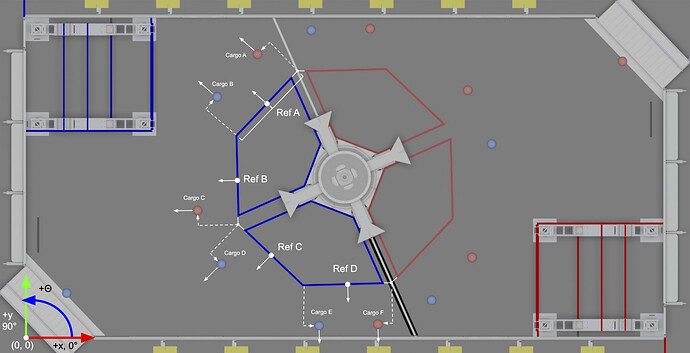 Cargo A
Cargo B
Ref A
Ref B
Cargo C
Ref C
Cargo D
Ref D
+Θ
+y
90°
Cargo E
Cargo F
(0, 0)
+x, 0°